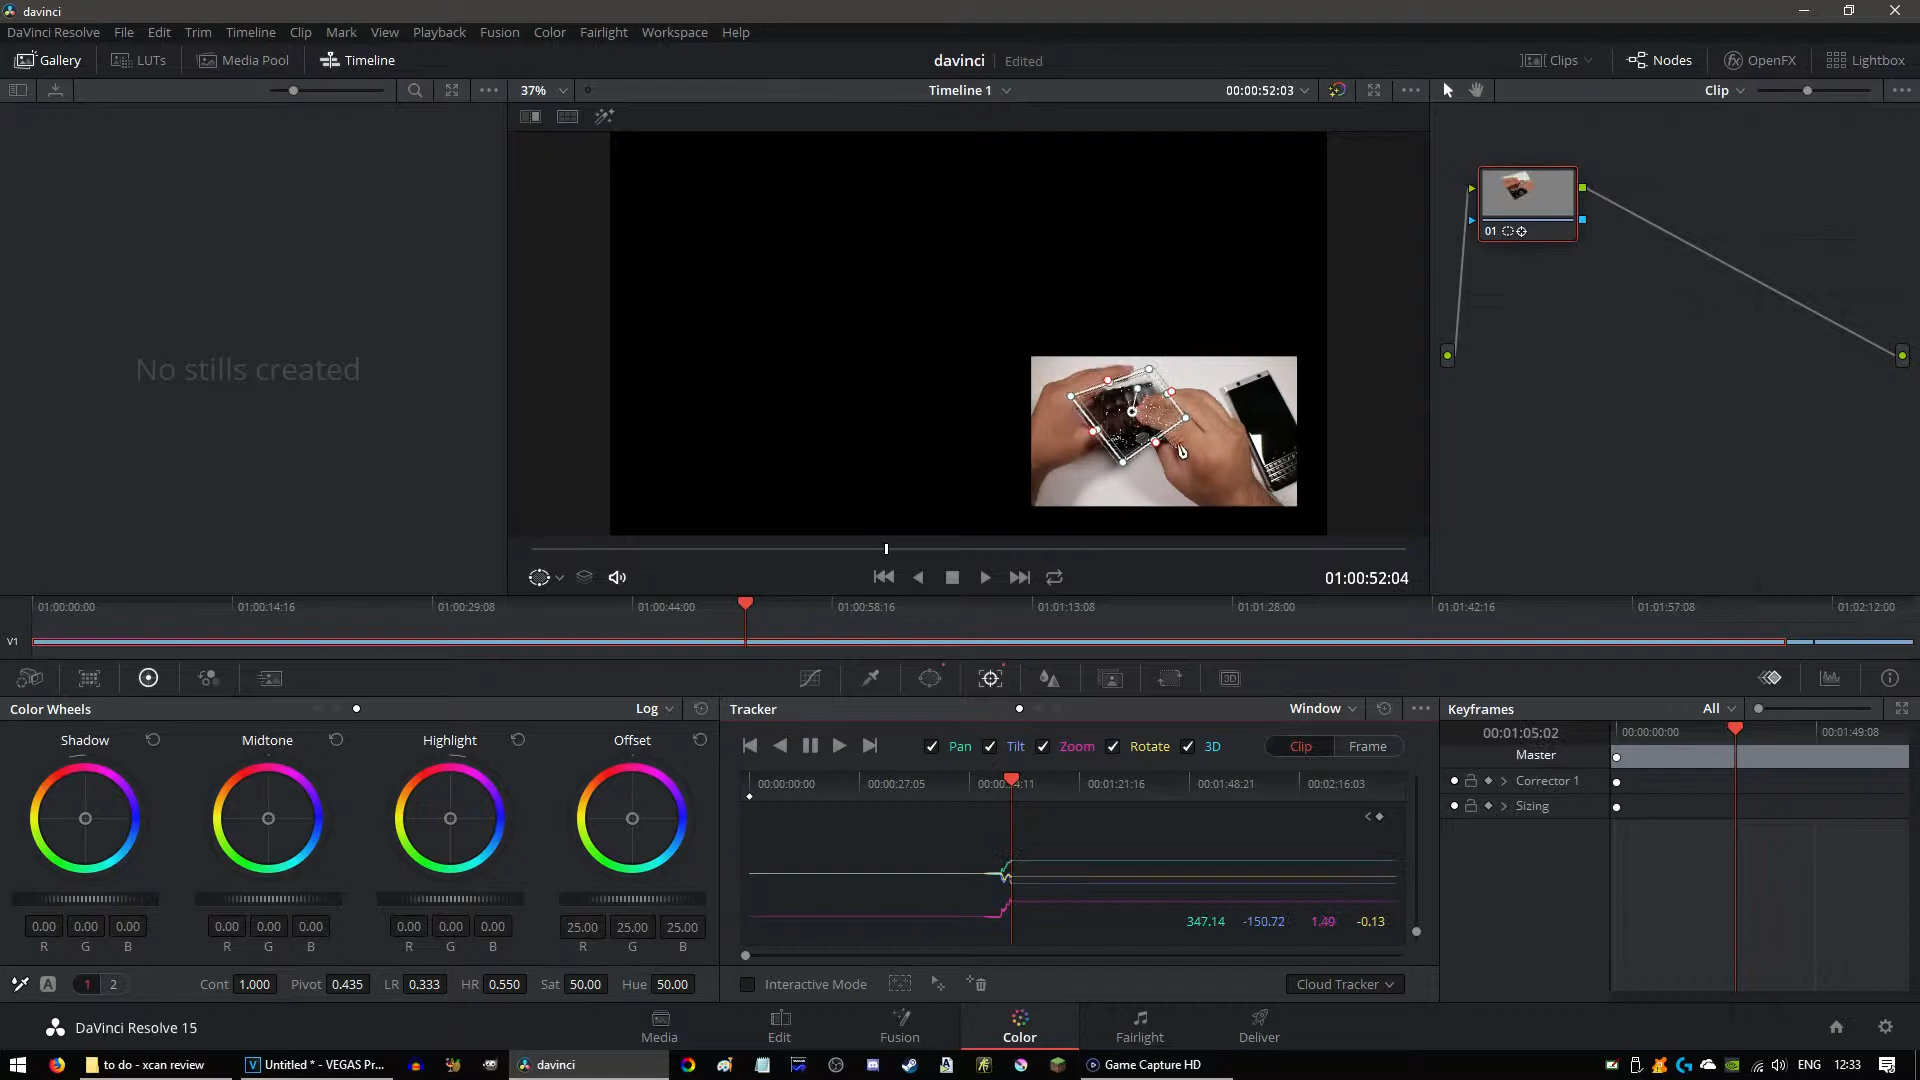 davinci
DaVinci Resolve File Edit Trim Timeline Clip Mark View Playback Fusion Color Fairlight Workspace Help
Gallery LUTs Media Pool Timeline davinci Edited Clips Nodes OpenFX Lightbox
37% Timeline 1 00:00:52:03 Clip
No stills created
01
01:00:52:04
01:00:00:00 01:00:14:16 01:00:29:08 01:00:44:00 01:00:58:16 01:01:13:08 01:01:28:00 01:01:42:16 01:01:57:08 01:02:12:00
V1
3D
Color Wheels Log Tracker Window Keyframes All
Shadow Midtone Highlight Offset Pan Tilt Zoom Rotate 3D Clip Frame 00:01:05:02 00:00:00:00 00:01:49:08
Master
00:00:00:00 00:00:27:05 00:01:21:16 00:01:48:21 00:02:16:03 Corrector 1
Sizing
0.00 0.00 0.00 0.00 0.00 0.00 0.00 0.00 0.00 25.00 25.00 25.00 347.14 -150.72 1.49 -0.13
R G B R G B R G B R G B
A 1 2 Cont 1.000 Pivot 0.435 LR 0.333 HR 0.550 Sat 50.00 Hue 50.00 Interactive Mode Cloud Tracker
DaVinci Resolve 15 Media Edit Fusion Color Fairlight Deliver
to do - xcan review Untitled * - VEGAS Pr... davinci Game Capture HD ENG 12:33